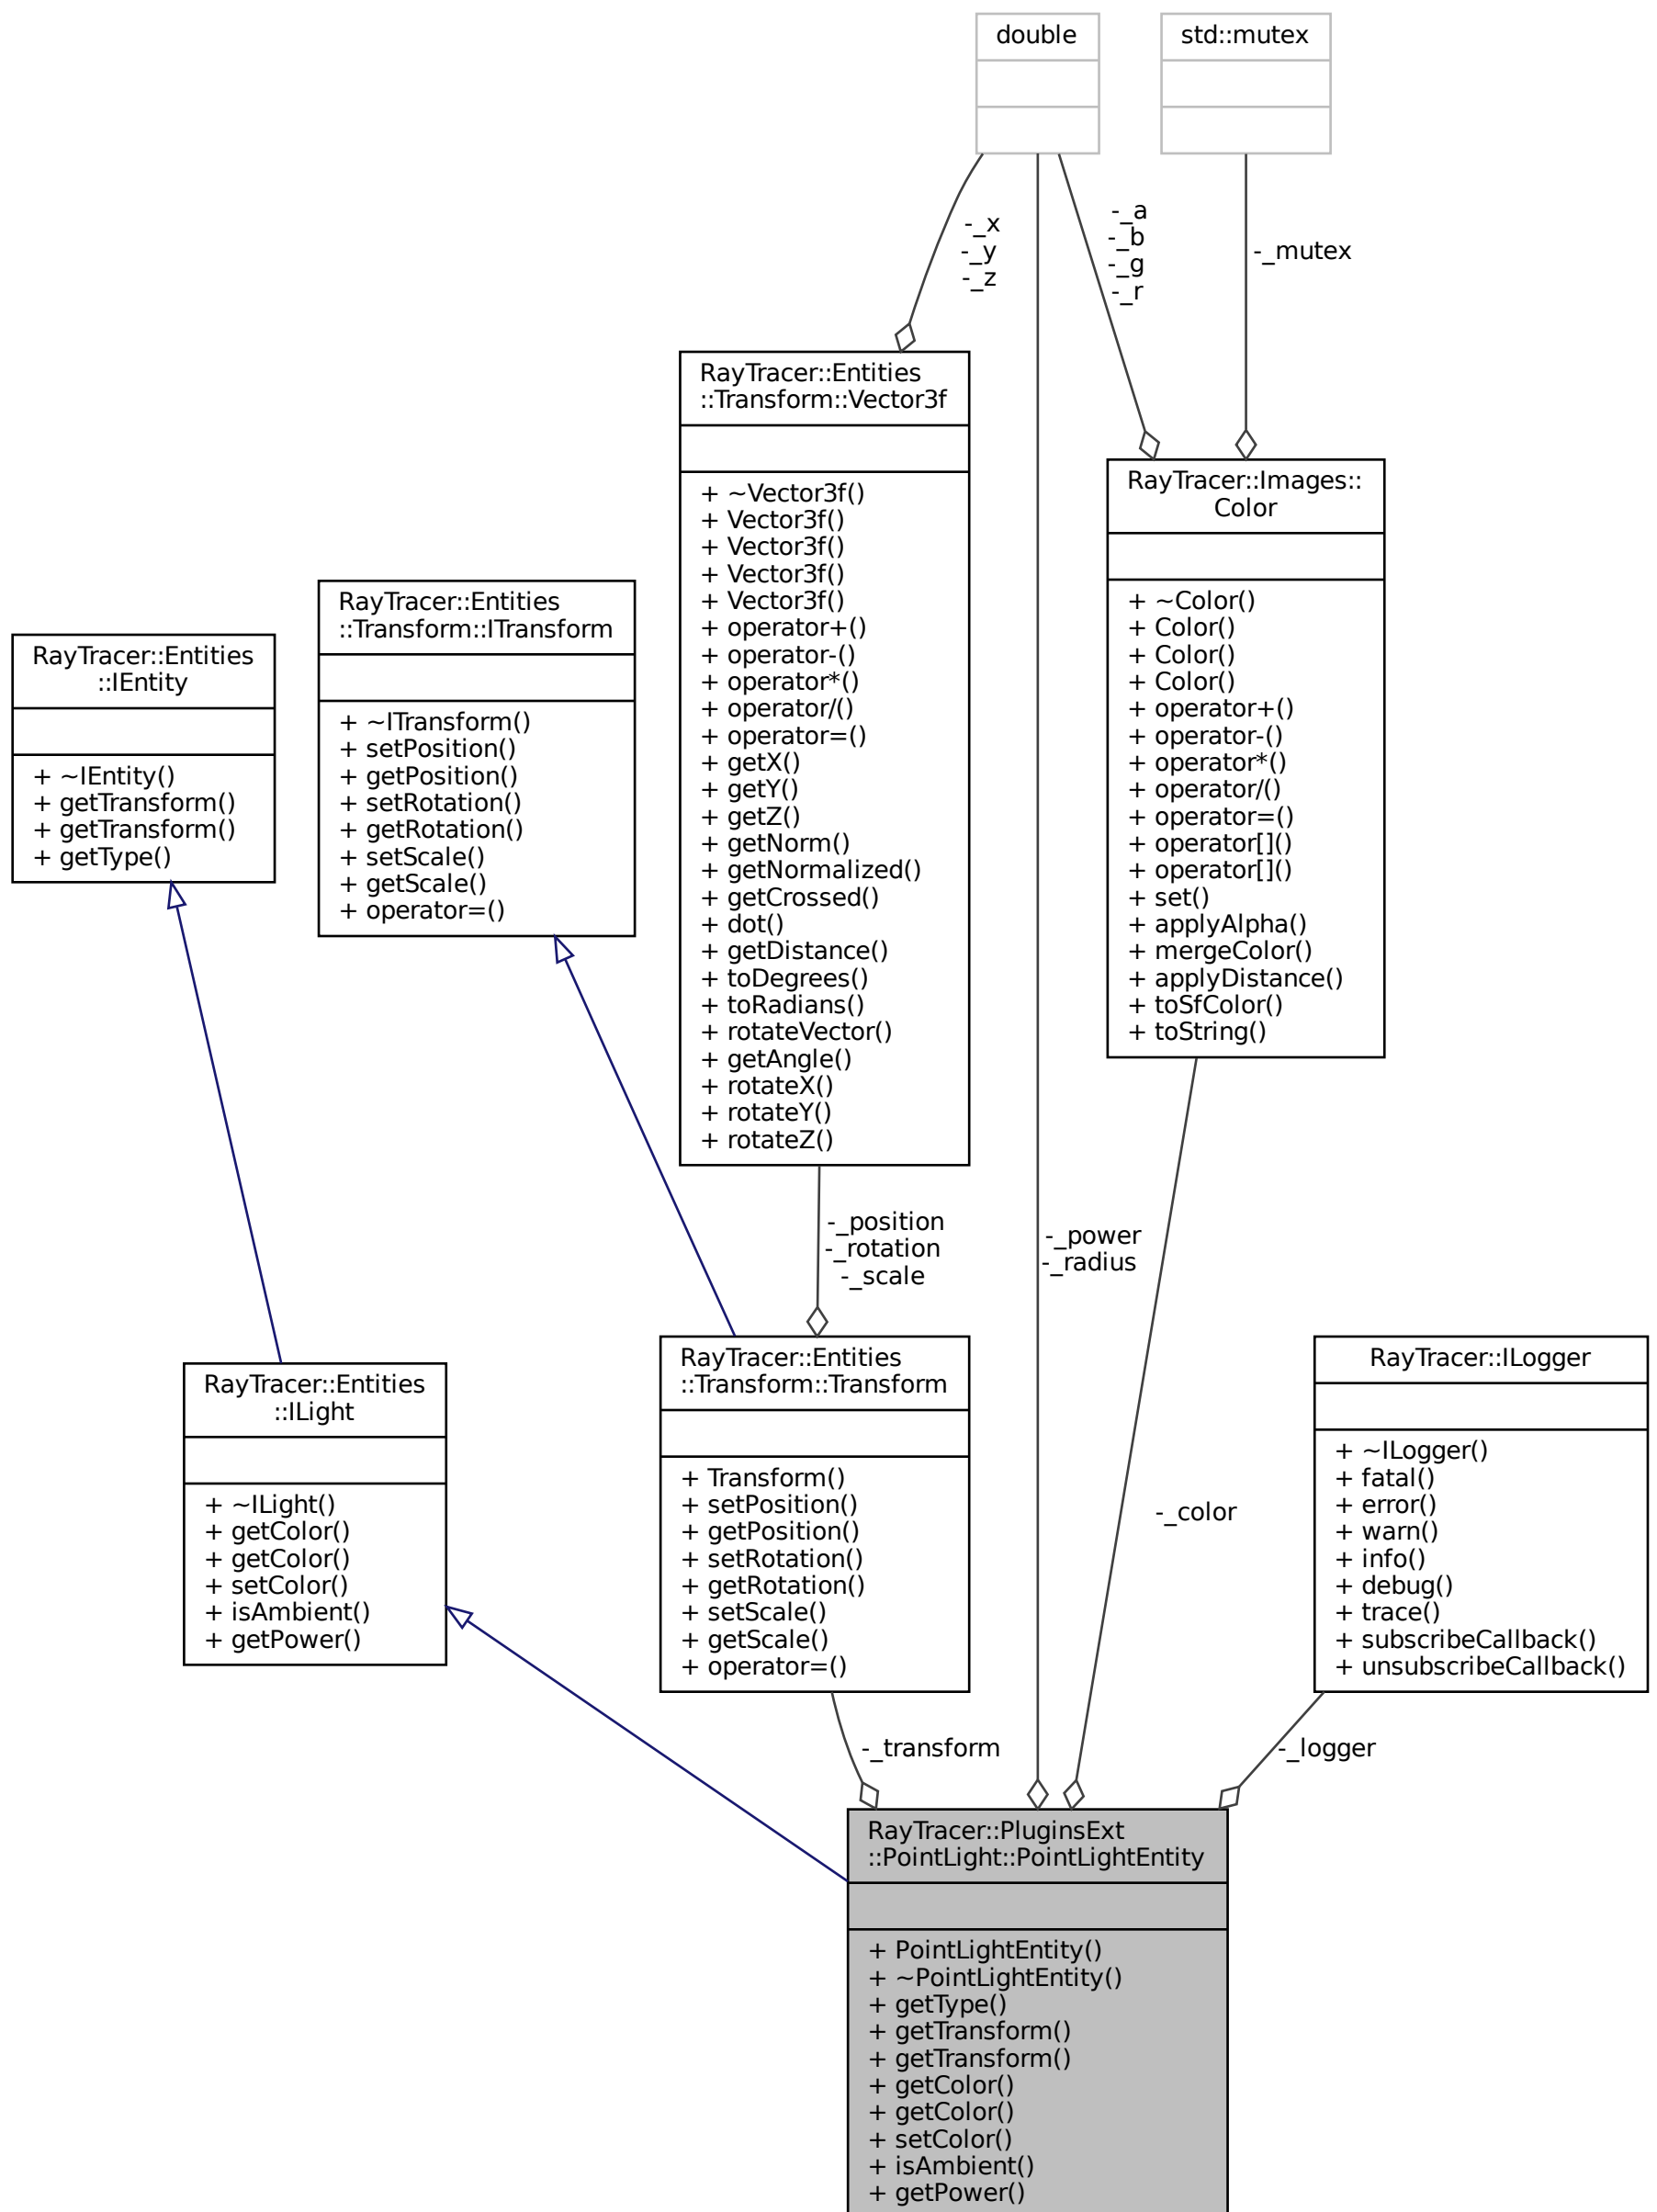 double
std::mutex
-_x
-_y
-_z
-_a
-_b
-_g
-_r
-_mutex
RayTracer::Entities
::Transform::Vector3f
+ ~Vector3f()
+ Vector3f()
+ Vector3f()
+ Vector3f()
+ Vector3f()
+ operator+()
+ operator-()
+ operator*()
+ operator/()
+ operator=()
+ getX()
+ getY()
+ getZ()
+ getNorm()
+ getNormalized()
+ getCrossed()
+ dot()
+ getDistance()
+ toDegrees()
+ toRadians()
+ rotateVector()
+ getAngle()
+ rotateX()
+ rotateY()
+ rotateZ()
RayTracer::Images::
Color
+ ~Color()
+ Color()
+ Color()
+ Color()
+ operator+()
+ operator-()
+ operator*()
+ operator/()
+ operator=()
+ operator[]()
+ operator[]()
+ set()
+ applyAlpha()
+ mergeColor()
+ applyDistance()
+ toSfColor()
+ toString()
RayTracer::Entities
::Transform::ITransform
+ ~ITransform()
+ setPosition()
+ getPosition()
+ setRotation()
+ getRotation()
+ setScale()
+ getScale()
+ operator=()
RayTracer::Entities
::IEntity
+ ~IEntity()
+ getTransform()
+ getTransform()
+ getType()
-_position
-_rotation
-_scale
-_power
-_radius
RayTracer::Entities
::ILight
+ ~ILight()
+ getColor()
+ getColor()
+ setColor()
+ isAmbient()
+ getPower()
RayTracer::Entities
::Transform::Transform
+ Transform()
+ setPosition()
+ getPosition()
+ setRotation()
+ getRotation()
+ setScale()
+ getScale()
+ operator=()
-_color
RayTracer::ILogger
+ ~ILogger()
+ fatal()
+ error()
+ warn()
+ info()
+ debug()
+ trace()
+ subscribeCallback()
+ unsubscribeCallback()
-_transform
-_logger
RayTracer::PluginsExt
::PointLight::PointLightEntity
+ PointLightEntity()
+ ~PointLightEntity()
+ getType()
+ getTransform()
+ getTransform()
+ getColor()
+ getColor()
+ setColor()
+ isAmbient()
+ getPower()